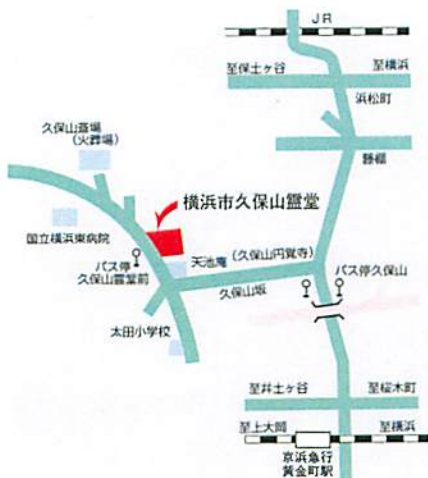 JR
至保土ヶ谷
至横浜
浜松町
久保山斎場
(火葬場)
藤棚
横浜市久保山霊堂
国立横浜東病院
天池庵(久保山円覚寺)
バス停
久保山霊堂前
バス停久保山
久保山坂
太田小学校
至井土ヶ谷
至桜木町
至上大岡
至横浜
京浜急行
黄金町駅